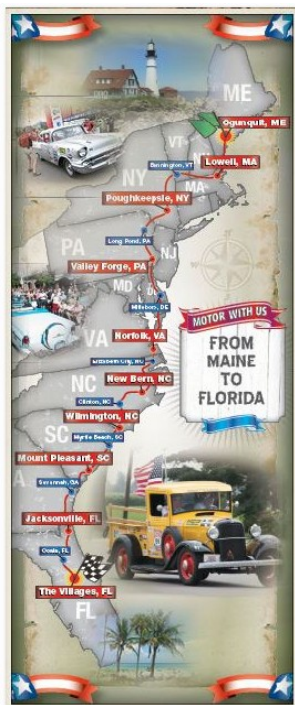 ME
Ogunquit, ME
VT
Lowell, MA
Bennington, VT
NY
MA
Poughkeepsie, NY
Long Pond, PA
PA
NJ
Valley Forge, PA
MD
Millsboro, DE
MOTOR WITH US
FROM
MAINE
TO
FLORIDA
Norfolk, VA
VA
Elizabeth City, NC
New Bern, NC
NC
Clinton, NC
Wilmington, NC
SC
Myrtle Beach, SC
Mount Pleasant, SC
Savannah, GA
Jacksonville, FL
Ocala, FL
The Villages, FL
FL